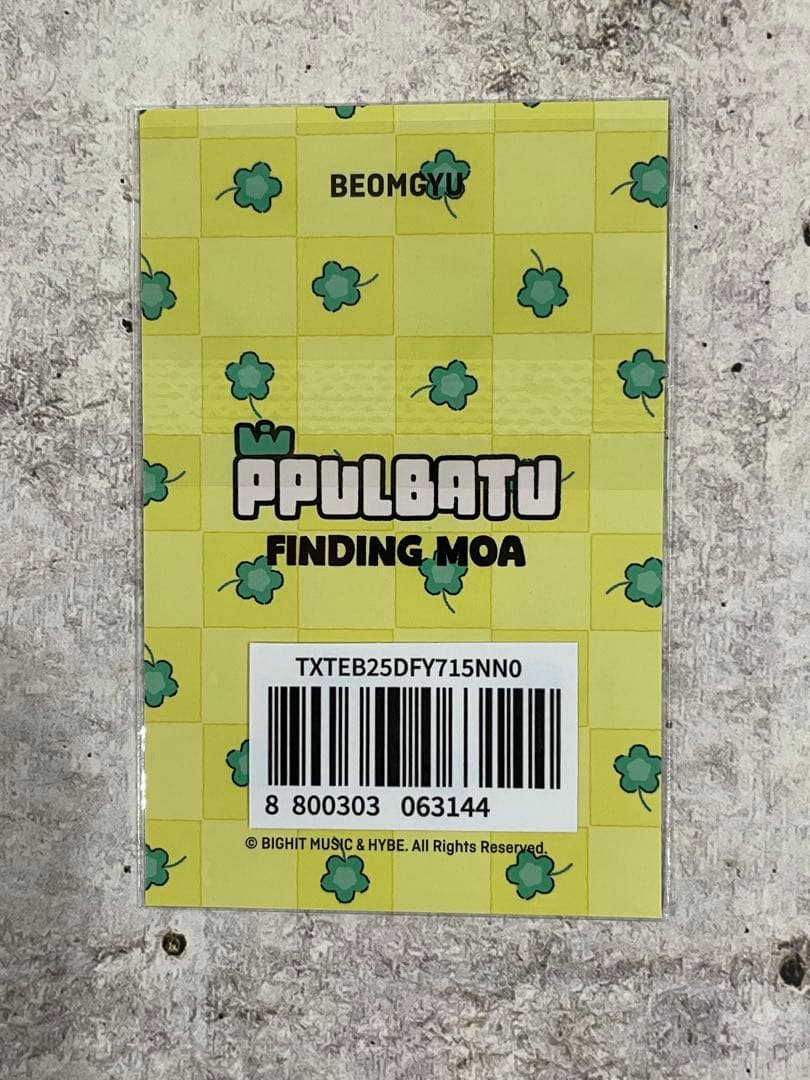 BEOMGYU
PPULBATU
FINDING MOA
TXTEB25DFY715NN0
8 800303 063144
© BIGHIT MUSIC & HYBE. All Rights Reserved.